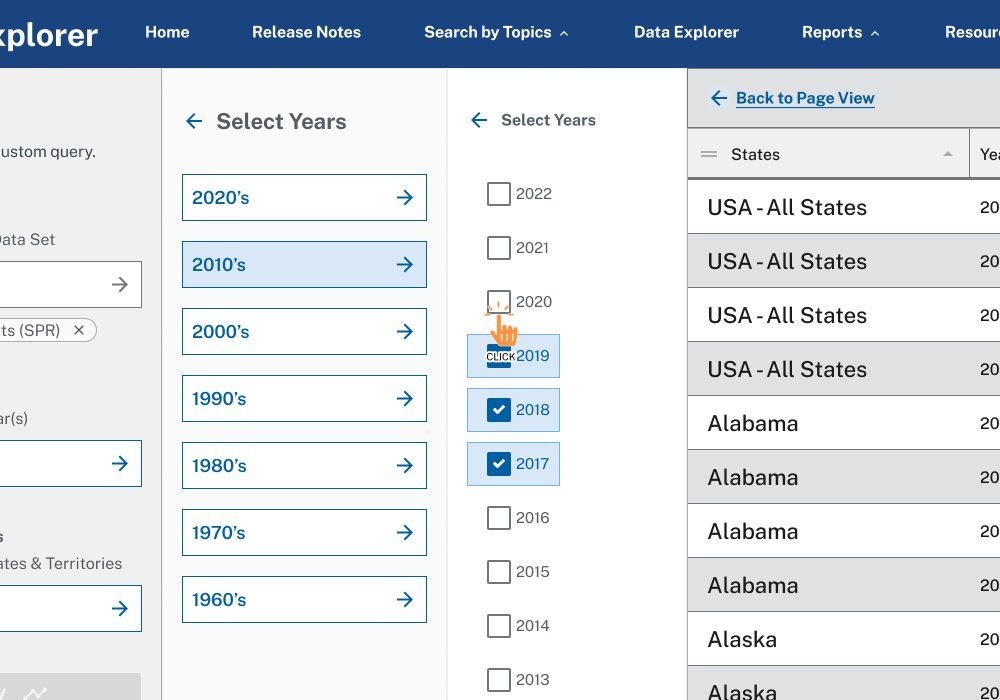 xplorer
Home
Release Notes
Search by Topics
Data Explorer
Reports
Resour
ustom query.
Data Set
ts (SPR)
ar(s)
s
ates & Territories
Select Years
2020's
2010's
2000's
1990's
1980's
1970's
1960's
Select Years
2022
2021
2020
CLICK
2019
2018
2017
2016
2015
2014
2013
Back to Page View
States
Yea
USA - All States
20
USA - All States
20
USA - All States
20
USA - All States
20
Alabama
20
Alabama
20
Alabama
20
Alabama
20
Alaska
20
Alaska
20